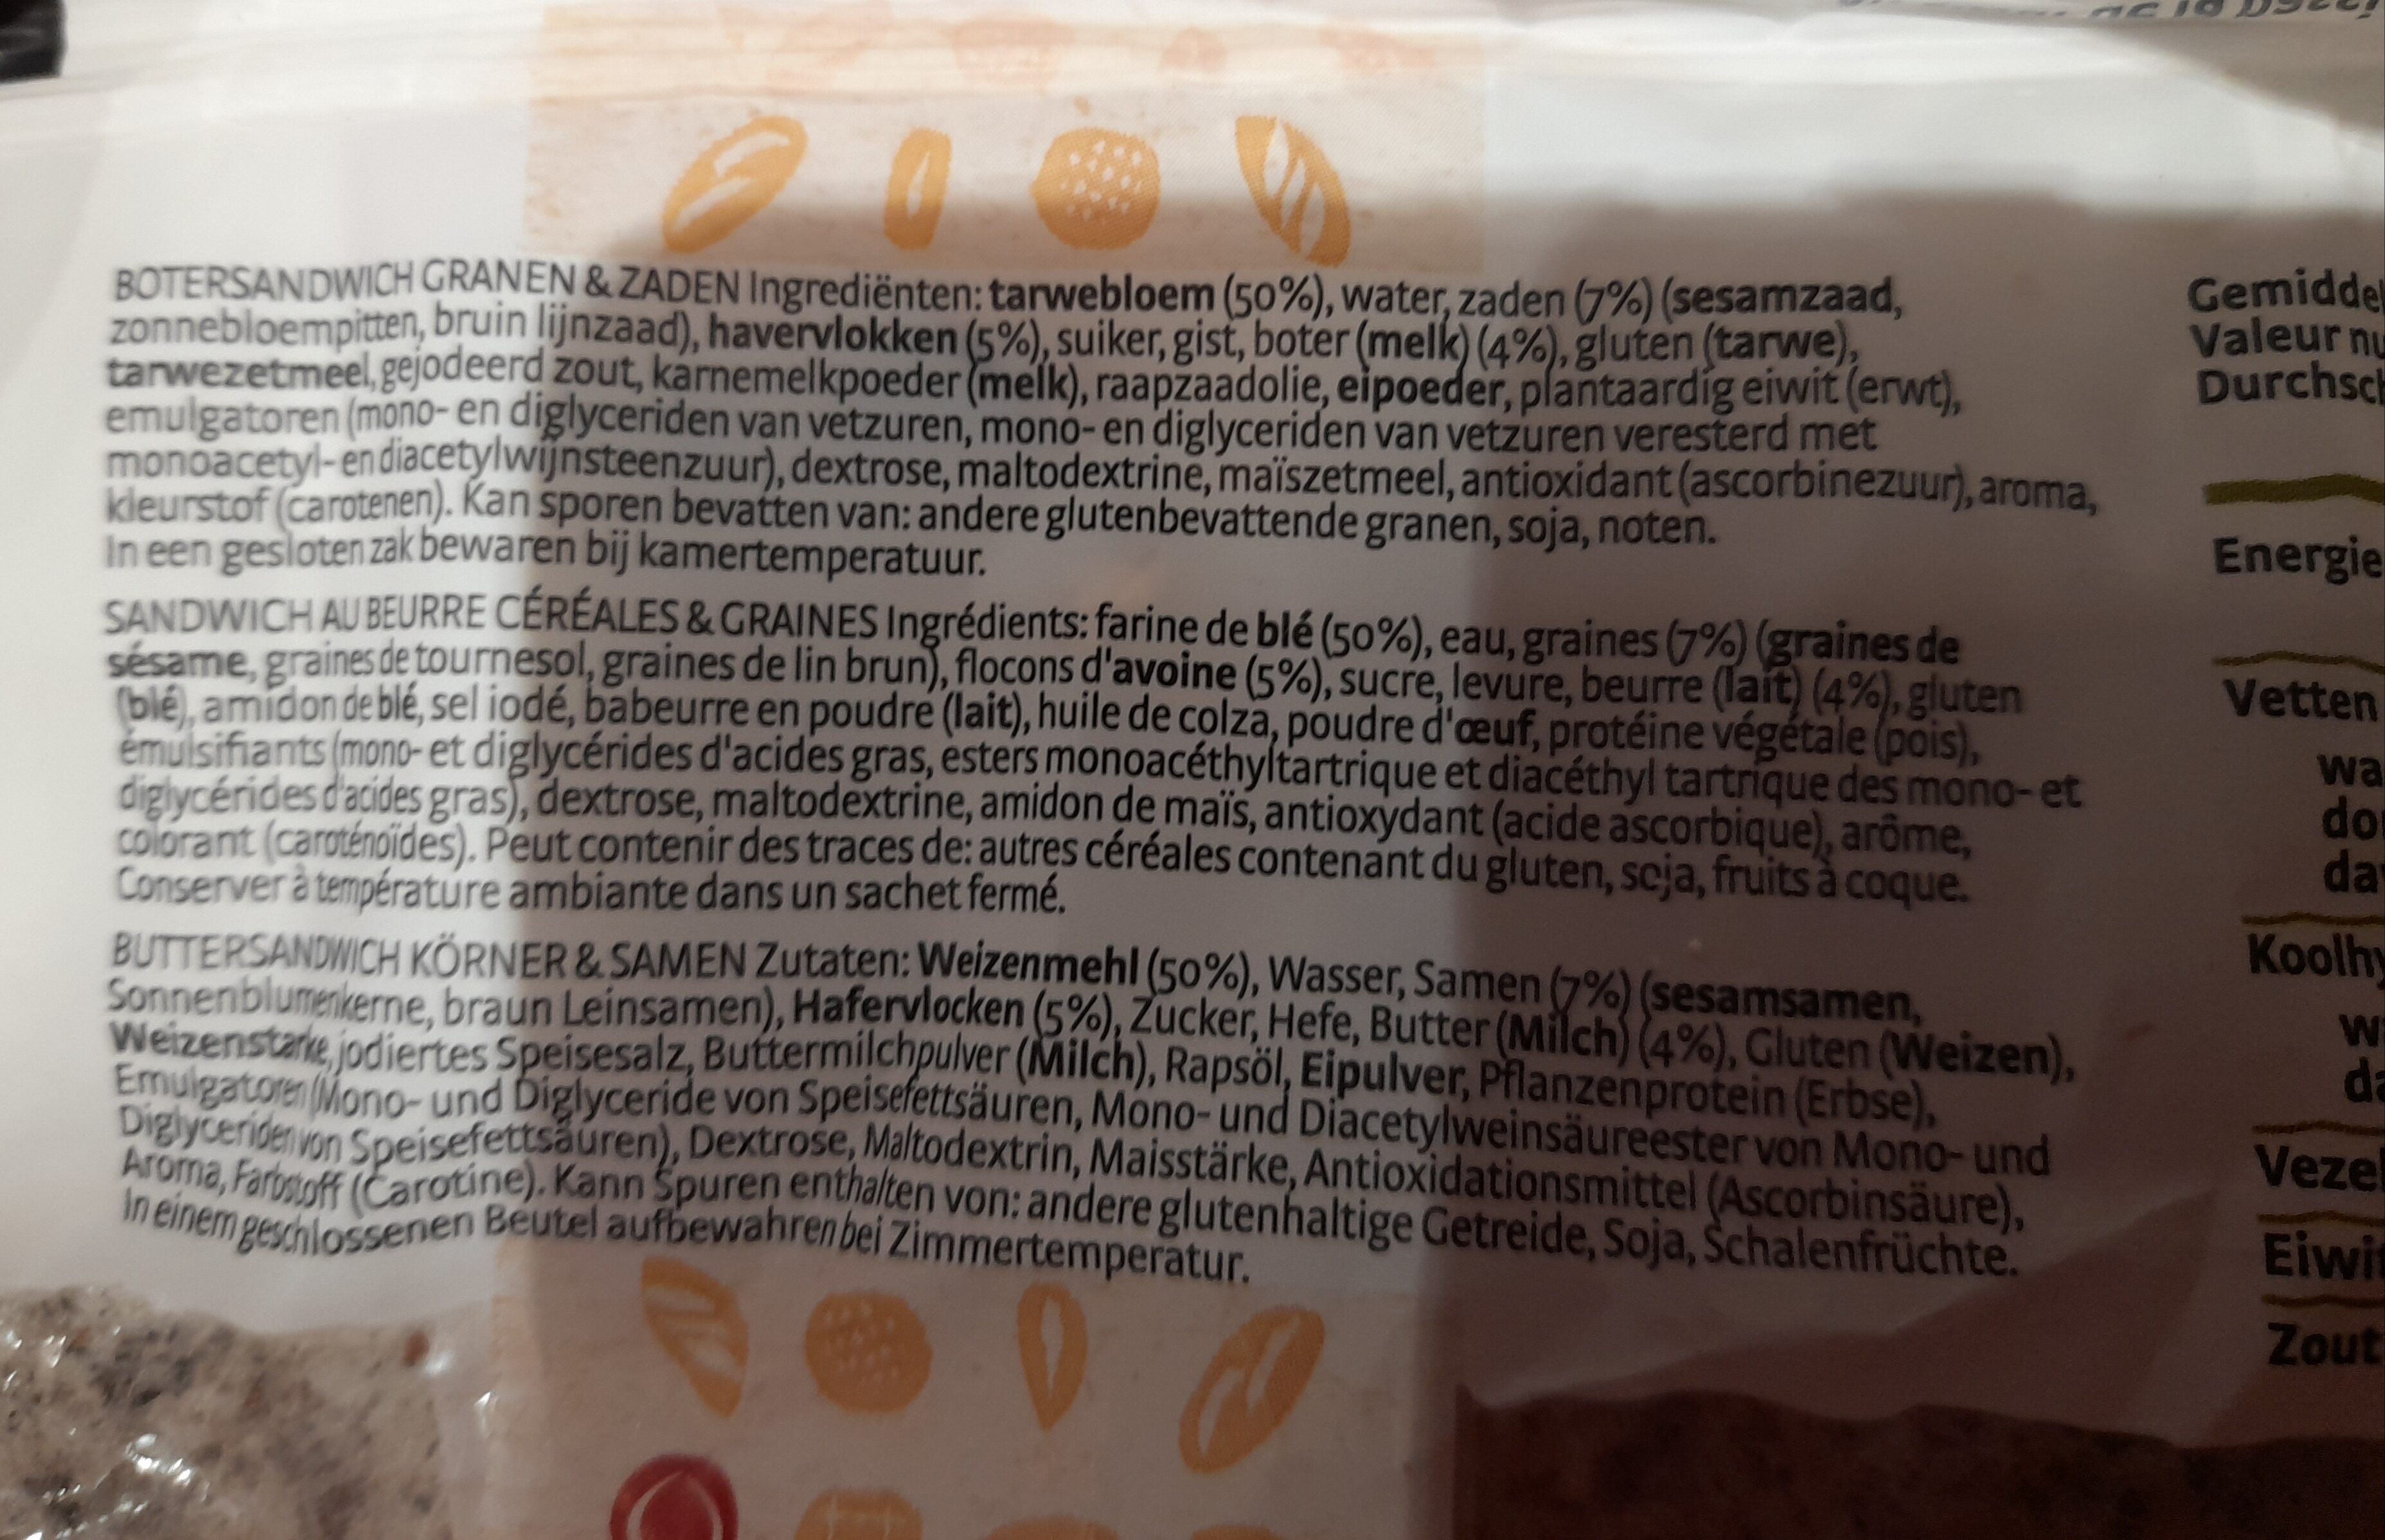 BOTERSANDWICH GRANEN & ZADEN Ingrediënten: tarwebloem (50%), water, zaden (7%) (sesamzaad,
zonnebloempitten, bruin lijnzaad), havervlokken (5%), suiker, gist, boter (melk) (4%), gluten (tarwe),
tarwezetmeel, gejodeerd zout, karnemelkpoeder (melk), raapzaadolie, eipoeder, plantaardig eiwit (erwt),
emulgatoren (mono- en diglyceriden van vetzuren, mono- en diglyceriden van vetzuren veresterd met
monoacetyl- en diacetylwijnsteenzuur), dextrose, maltodextrine, maïszetmeel, antioxidant (ascorbinezuur), aroma,
kleurstof (carotenen). Kan sporen bevatten van: andere glutenbevattende granen, soja, noten.
In een gesloten zak bewaren bij kamertemperatuur.
SANDWICH AU BEURRE CÉRÉALES & GRAINES Ingrédients: farine de blé (50%), eau, graines (7%) (graines de
sésame, graines de tournesol, graines de lin brun), flocons d'avoine (5%), sucre, levure, beurre (lait) (4%), gluten
(blé), amidon de blé, sel iodé, babeurre en poudre (lait), huile de colza, poudre d'œuf, protéine végétale (pois),
émulsifiants (mono- et diglycérides d'acides gras, esters monoacéthyltartrique et diacéthyl tartrique des mono- et
diglycérides d'acides gras), dextrose, maltodextrine, amidon de maïs, antioxydant (acide ascorbique), arôme,
colorant (caroténoïdes). Peut contenir des traces de: autres céréales contenant du gluten, soja, fruits à coque.
Conserver à température ambiante dans un sachet fermé.
BUTTERSANDWICH KÖRNER & SAMEN Zutaten: Weizenmehl (50%), Wasser, Samen (7%) (sesamsamen,
Sonnenblumenkerne, braun Leinsamen), Hafervlocken (5%), Zucker, Hefe, Butter (Milch) (4%), Gluten (Weizen),
Weizenstarke, jodiertes Speisesalz, Buttermilchpulver (Milch), Rapsöl, Eipulver, Pflanzenprotein (Erbse),
Emulgatoren (Mono- und Diglyceride von Speisefettsäuren, Mono- und Diacetylweinsäureester von Mono- und
Diglyceriden von Speisefettsäuren), Dextrose, Maltodextrin, Maisstärke, Antioxidationsmittel (Ascorbinsäure),
Aroma, Farbstoff (Carotine). Kann Spuren enthalten von: andere glutenhaltige Getreide, Soja, Schalenfrüchte.
In einem geschlossenen Beutel aufbewahren bei Zimmertemperatur.
Gemiddel
Valeur nu
Durchsch
Energie
Vetten
wa
do
da
Koolhy
w
da
Vezel
Eiwit
Zout